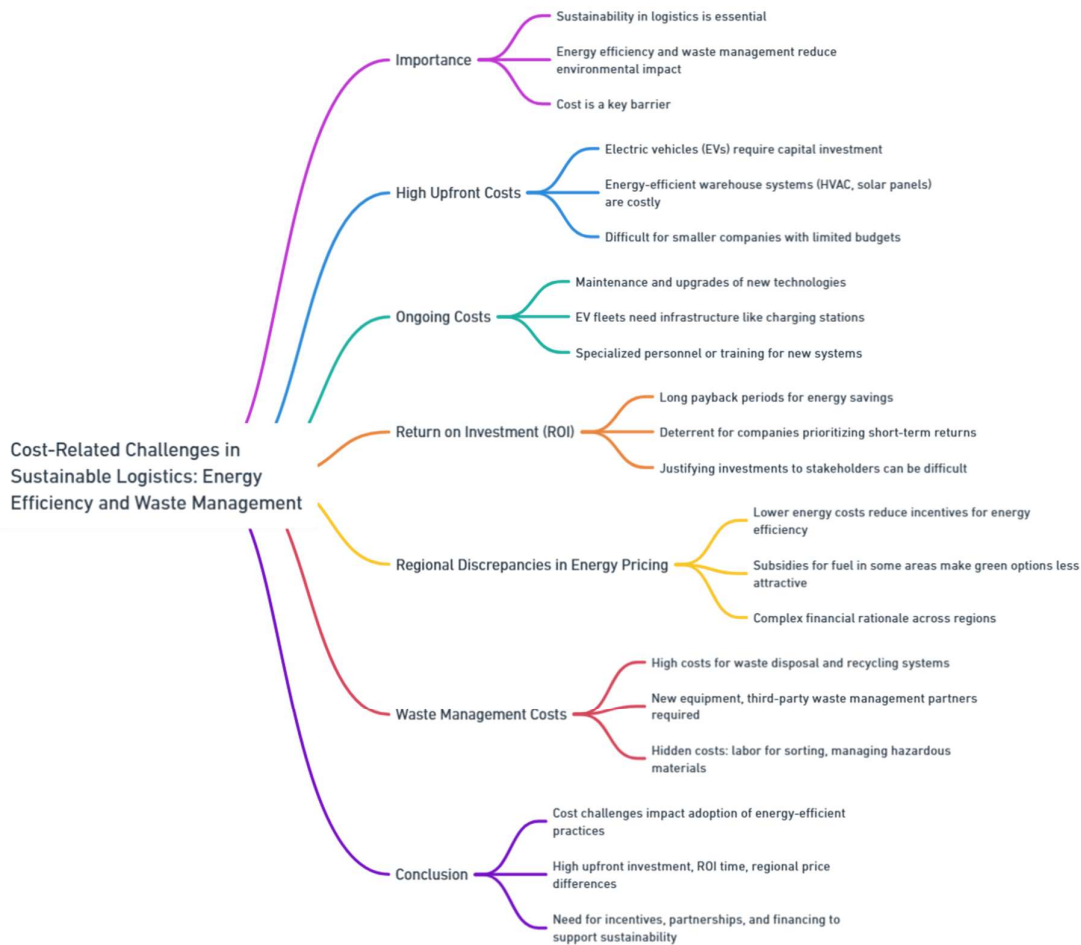 Cost-Related Challenges in
Sustainable Logistics: Energy
Efficiency and Waste Management
Importance
Sustainability in logistics is essential
Energy efficiency and waste management reduce
environmental impact
Cost is a key barrier
High Upfront Costs
Electric vehicles (EVs) require capital investment
Energy-efficient warehouse systems (HVAC, solar panels)
are costly
Difficult for smaller companies with limited budgets
Ongoing Costs
Maintenance and upgrades of new technologies
EV fleets need infrastructure like charging stations
Specialized personnel or training for new systems
Return on Investment (ROI)
Long payback periods for energy savings
Deterrent for companies prioritizing short-term returns
Justifying investments to stakeholders can be difficult
Regional Discrepancies in Energy Pricing
Lower energy costs reduce incentives for energy
efficiency
Subsidies for fuel in some areas make green options less
attractive
Complex financial rationale across regions
Waste Management Costs
High costs for waste disposal and recycling systems
New equipment, third-party waste management partners
required
Hidden costs: labor for sorting, managing hazardous
materials
Conclusion
Cost challenges impact adoption of energy-efficient
practices
High upfront investment, ROI time, regional price
differences
Need for incentives, partnerships, and financing to
support sustainability